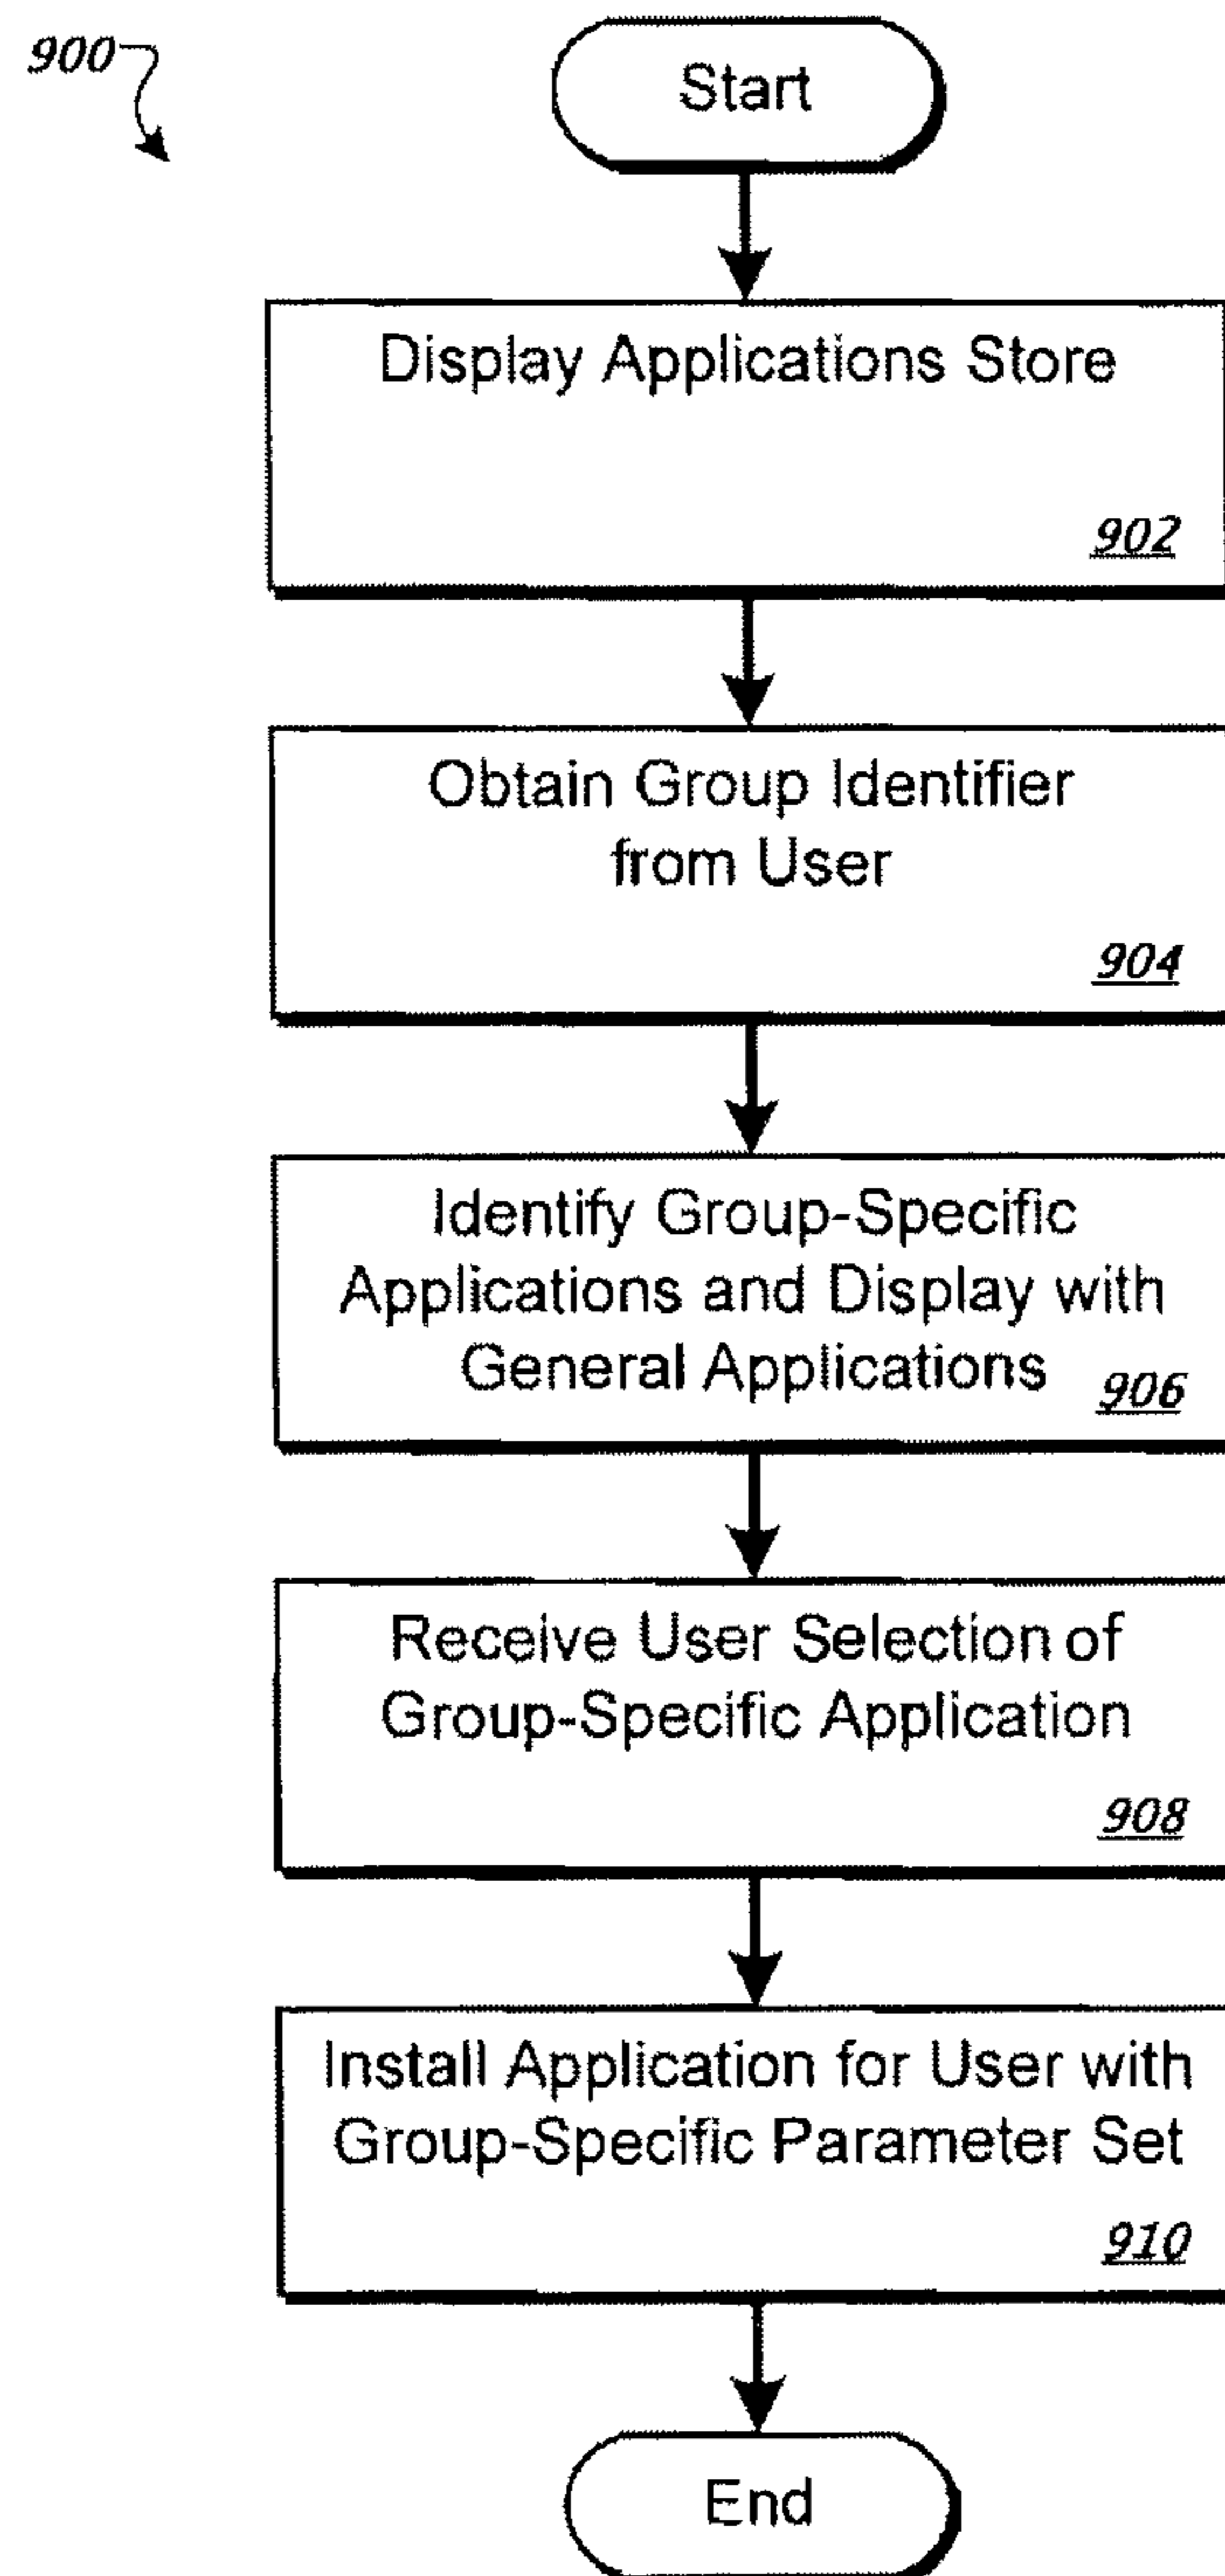 900
Start
Display Applications Store
902
Obtain Group Identifier
from User
904
Identify Group-Specific
Applications and Display with
General Applications
906
Receive User Selection of
Group-Specific Application
908
Install Application for User with
Group-Specific Parameter Set
910
End